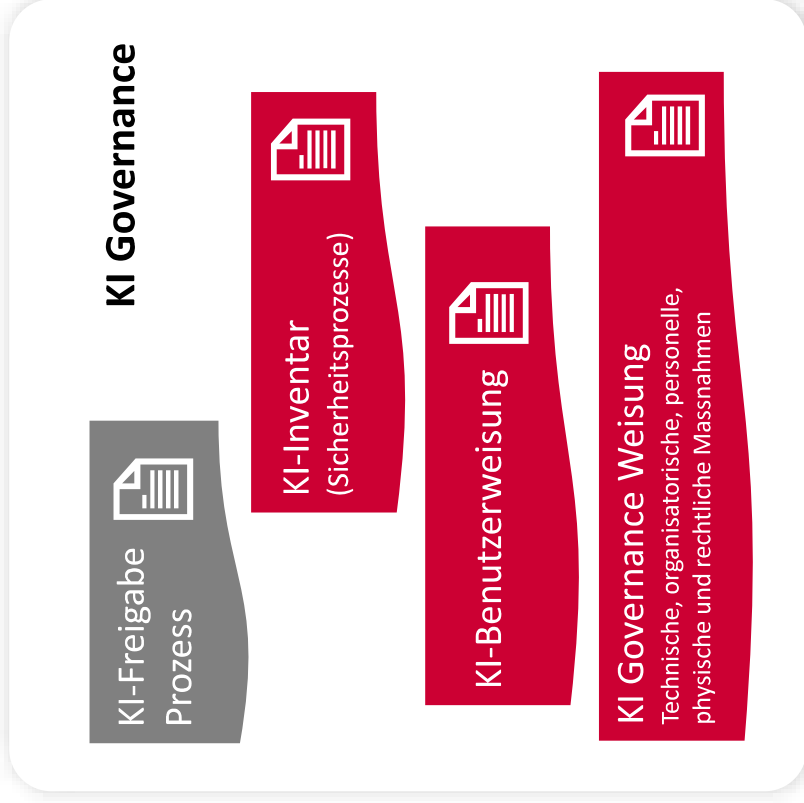 KI Governance
KI-Freigabe
Prozess
KI-Inventar
(Sicherheitsprozesse)
KI-Benutzerweisung
KI Governance Weisung
Technische, organisatorische, personelle,
physische und rechtliche Massnahmen